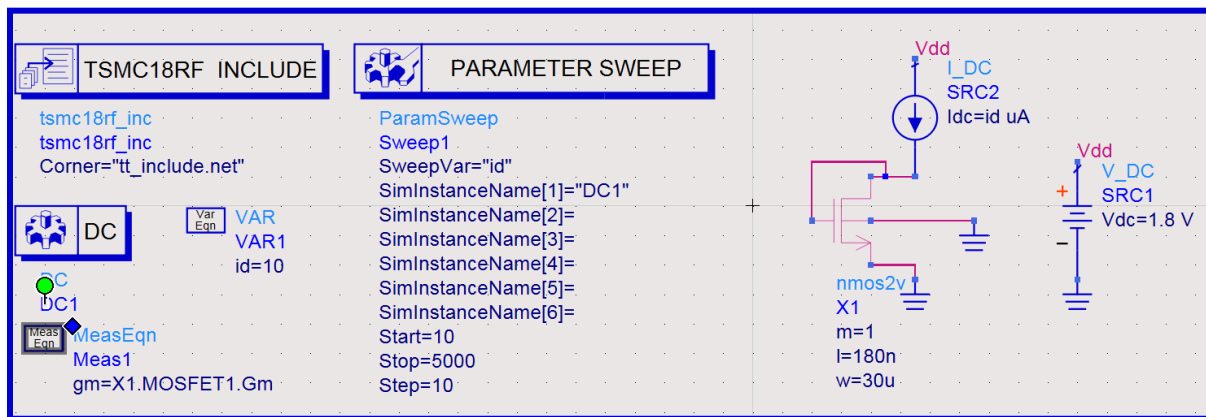 TSMC18RF INCLUDE
tsmc18rf_inc
tsmc18rf_inc
Corner="tt_include.net"
DC
DC
DC1
Var
Eqn
VAR
VAR1
id=10
Meas
Eqn
MeasEqn
Meas1
gm=X1.MOSFET1.Gm
PARAMETER SWEEP
ParamSweep
Sweep1
SweepVar="id"
SimInstanceName[1]="DC1"
SimInstanceName[2]=
SimInstanceName[3]=
SimInstanceName[4]=
SimInstanceName[5]=
SimInstanceName[6]=
Start=10
Stop=5000
Step=10
Vdd
I_DC
SRC2
Idc=id uA
nmos2v
X1
m=1
l=180n
w=30u
Vdd
V_DC
SRC1
Vdc=1.8 V